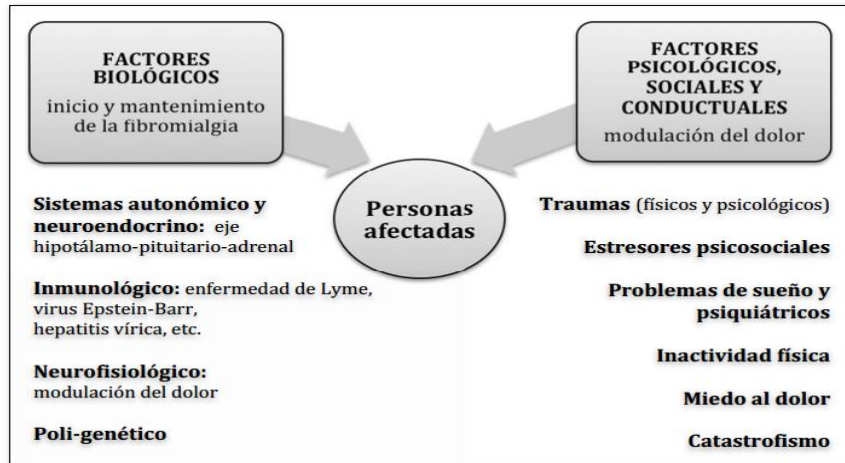 FACTORES
BIOLÓGICOS
inicio y mantenimiento
de la fibromialgia
FACTORES
PSICOLÓGICOS,
SOCIALES Y
CONDUCTUALES
modulación del dolor
Personas
afectadas
Sistemas autonómico y
neuroendocrino: eje
hipotálamo-pituitario-adrenal
Inmunológico: enfermedad de Lyme,
virus Epstein-Barr,
hepatitis vírica, etc.
Neurofisiológico:
modulación del dolor
Poli-genético
Traumas (físicos y psicológicos)
Estresores psicosociales
Problemas de sueño y
psiquiátricos
Inactividad física
Miedo al dolor
Catastrofismo